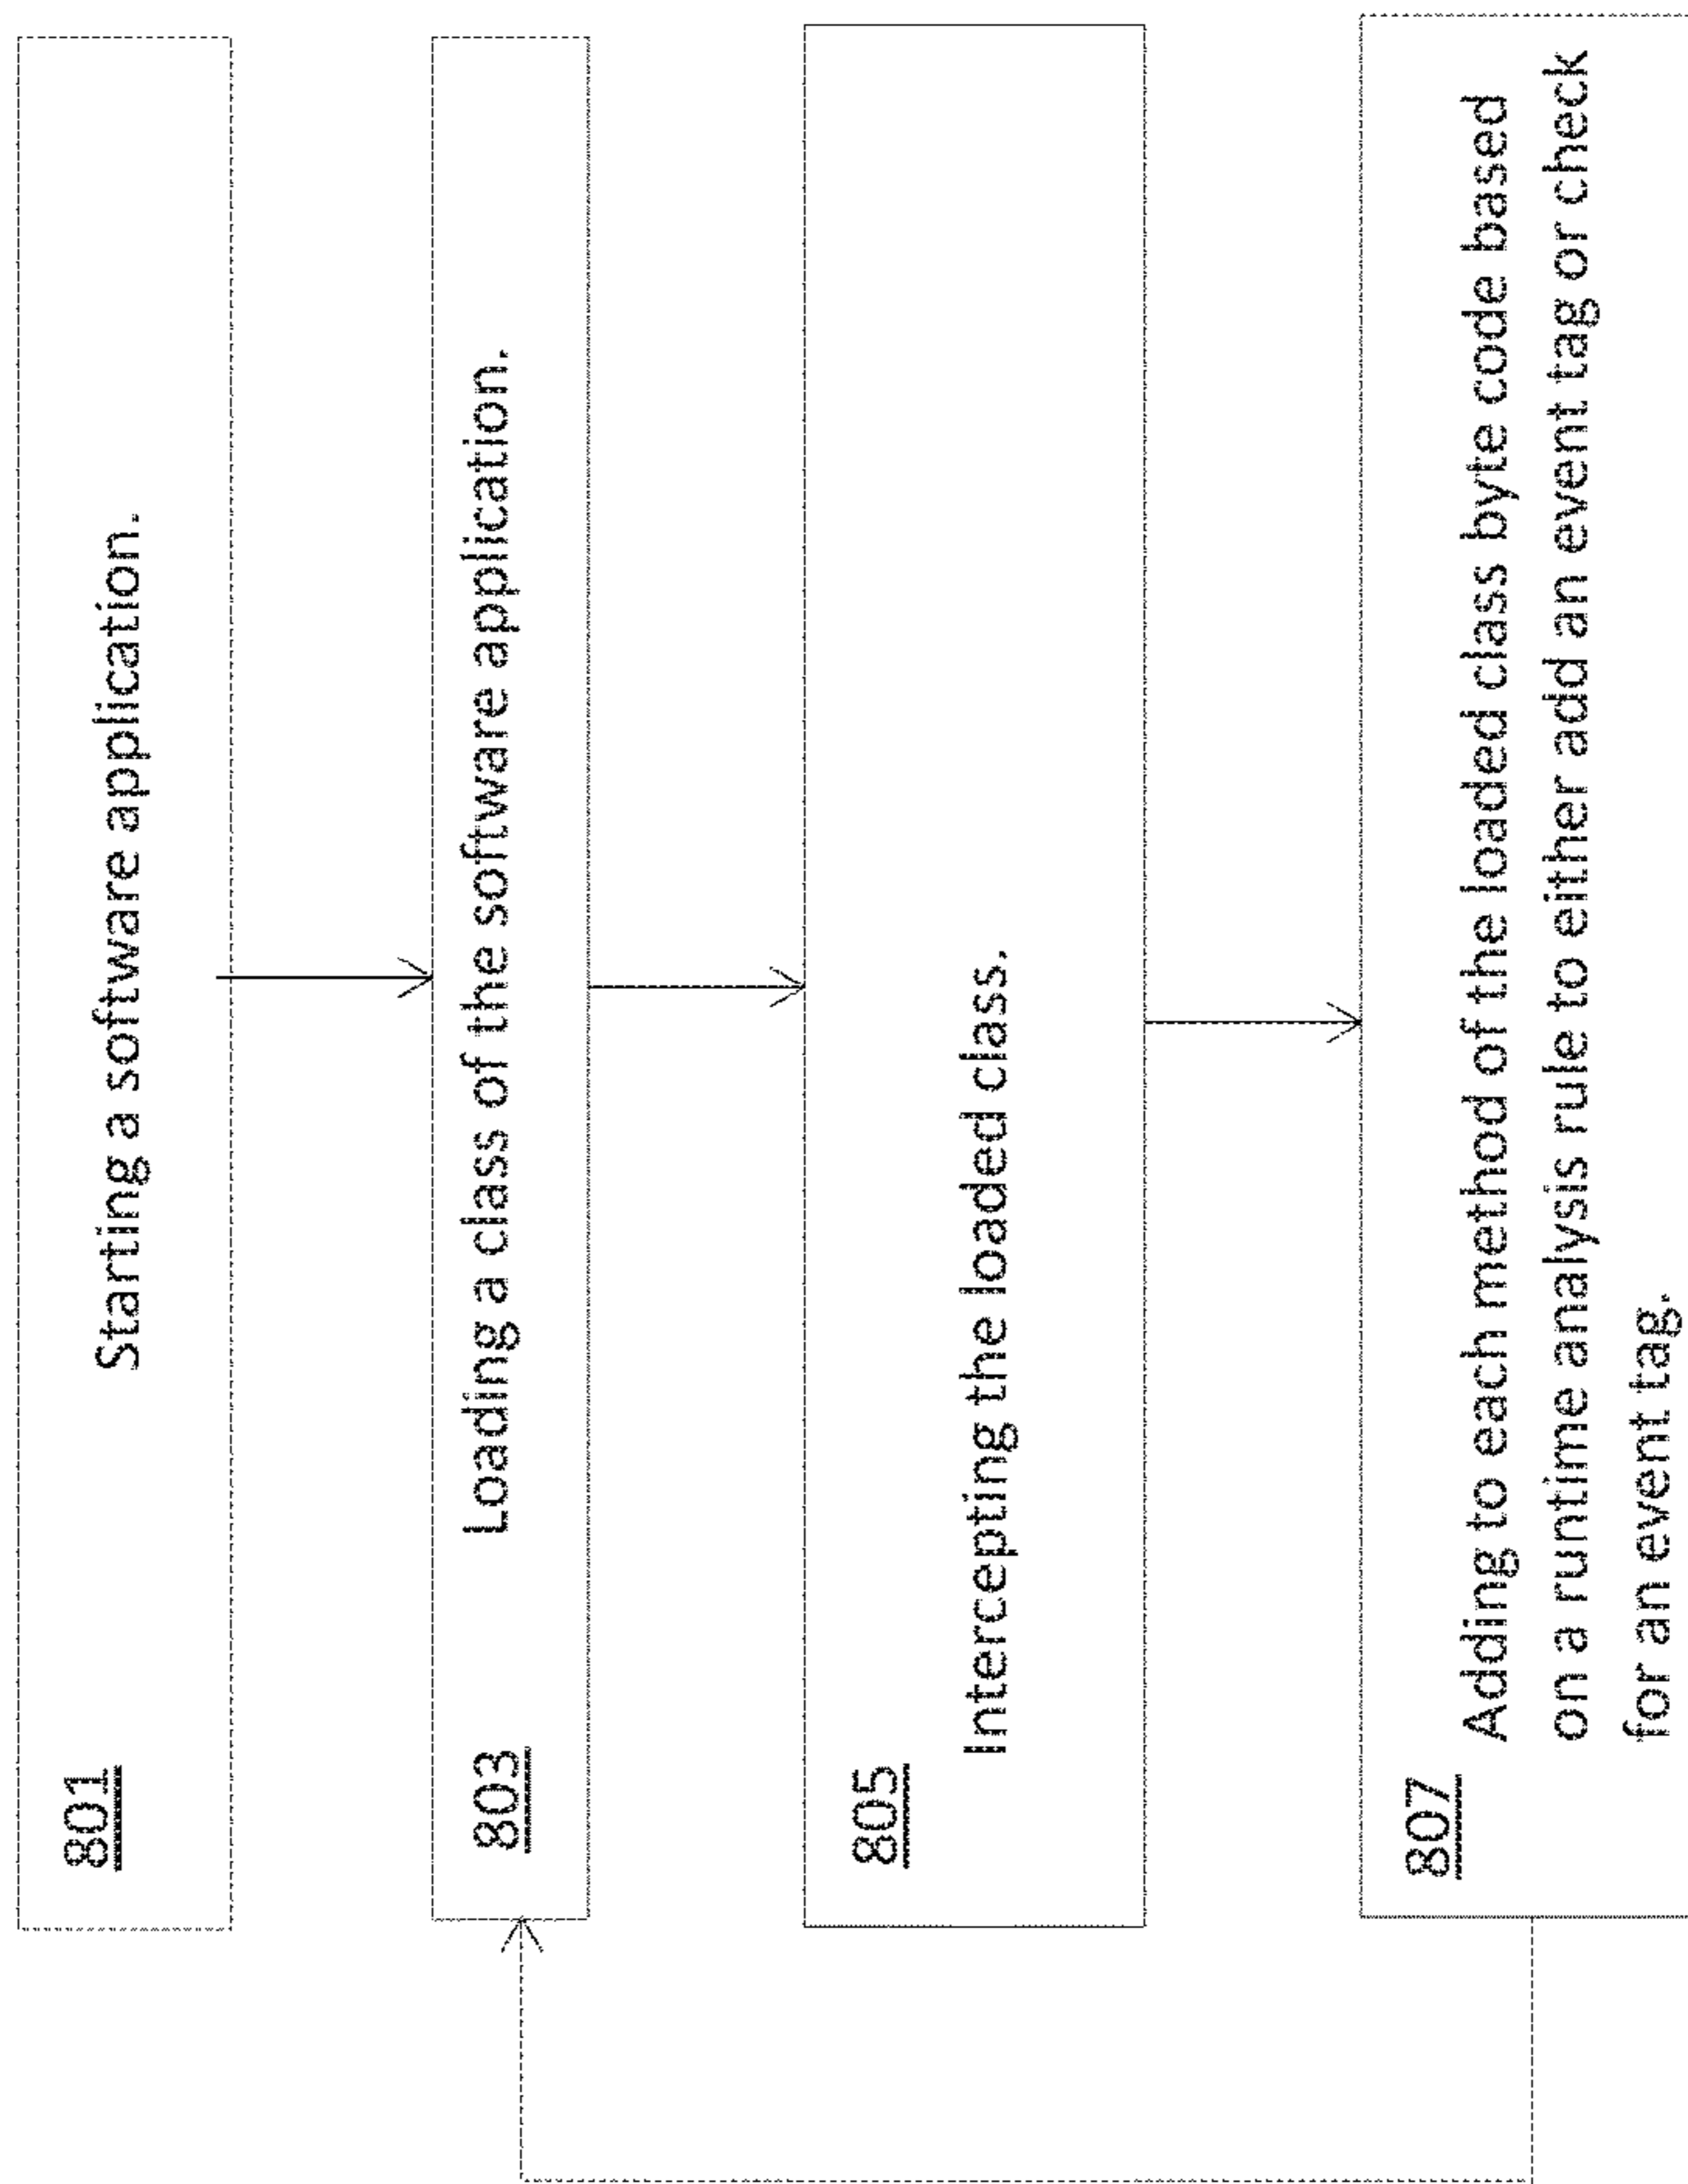 801
Starting a software application.
803
Loading a class of the software application.
805
Intercepting the loaded class.
807
Adding to each method of the loaded class byte code based
on a runtime analysis rule to either add an event tag or check
for an event tag.